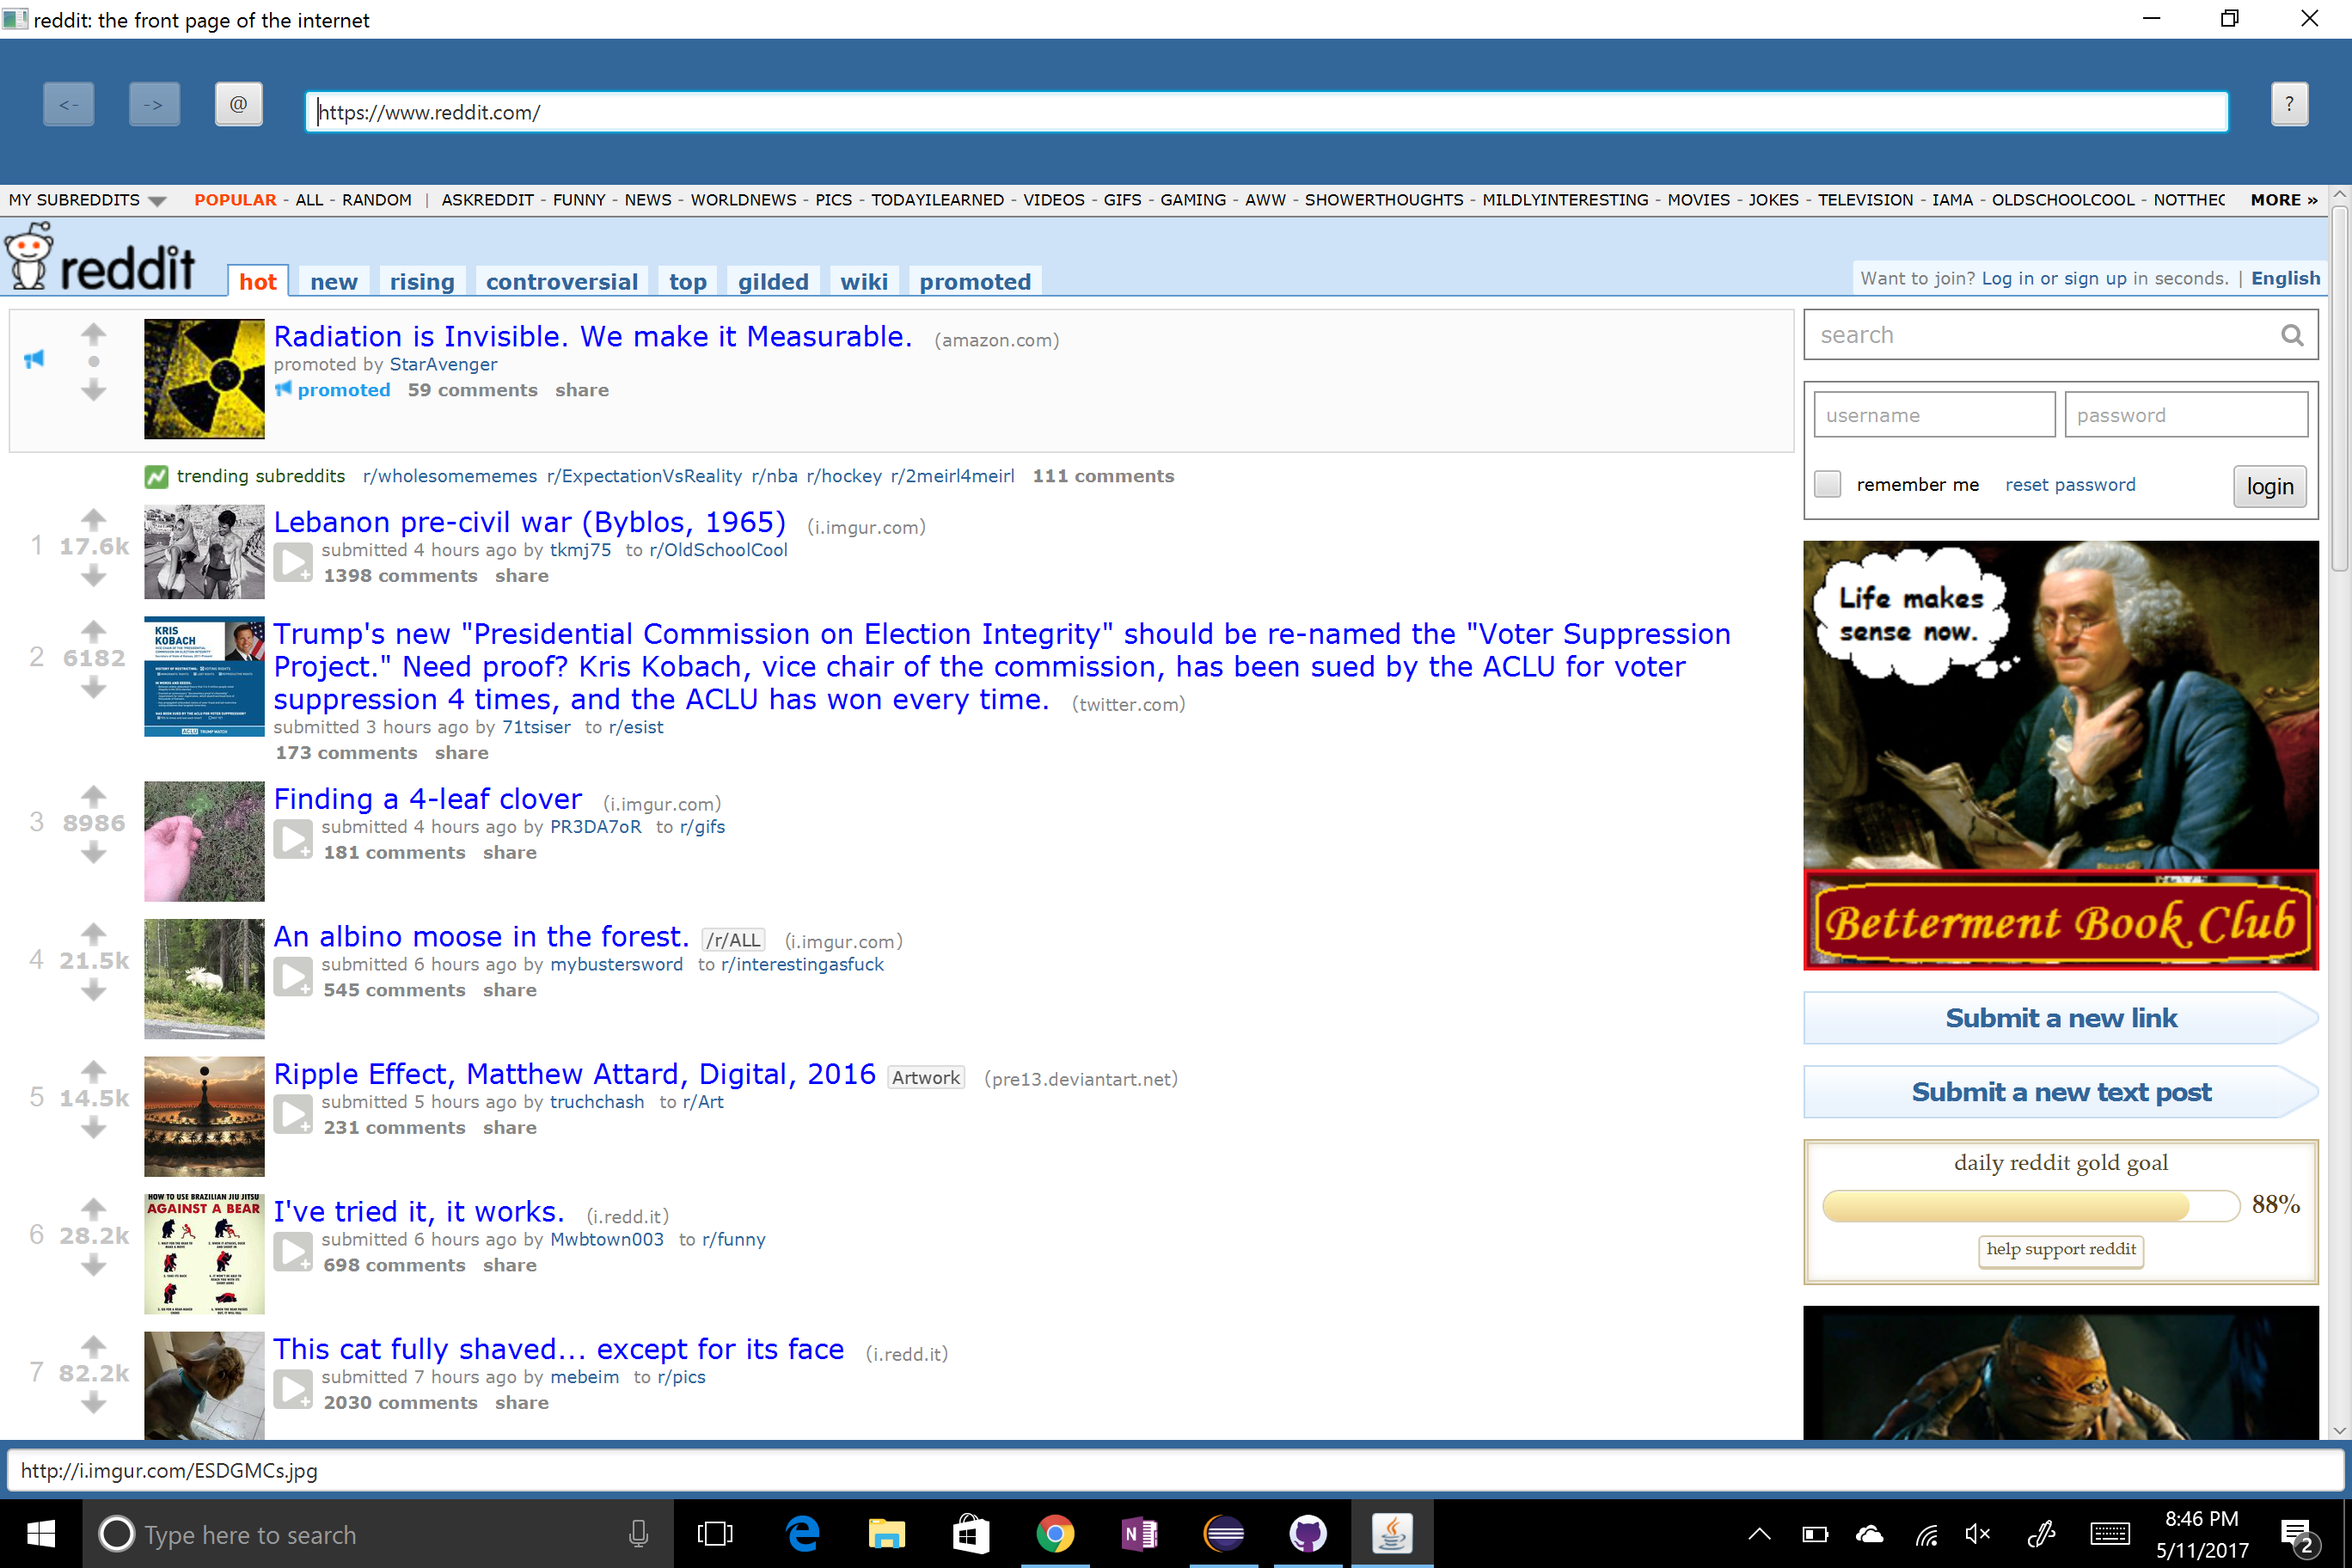 reddit: the front page of the internet
<-
->
@
https://www.reddit.com/
?
MY SUBREDDITS POPULAR - ALL - RANDOM | ASKREDDIT - FUNNY - NEWS - WORLDNEWS - PICS - TODAYILEARNED - VIDEOS - GIFS - GAMING - AWW - SHOWERTHOUGHTS - MILDLYINTERESTING - MOVIES - JOKES - TELEVISION - IAMA - OLDSCHOOLCOOL - NOTTHEO MORE »
reddit hot new rising controversial top gilded wiki promoted
Want to join? Log in or sign up in seconds. | English
Radiation is Invisible. We make it Measurable. (amazon.com)
promoted by StarAvenger
promoted 59 comments share
trending subreddits r/wholesomememes r/ExpectationVsReality r/nba r/hockey r/2meirl4meirl 111 comments
1
17.6k
Lebanon pre-civil war (Byblos, 1965) (i.imgur.com)
submitted 4 hours ago by tkmj75 to r/OldSchoolCool
1398 comments share
2
6182
KRIS
KOBACH
ACLU TRUMP WATCH
Trump's new "Presidential Commission on Election Integrity" should be re-named the "Voter Suppression
Project." Need proof? Kris Kobach, vice chair of the commission, has been sued by the ACLU for voter
suppression 4 times, and the ACLU has won every time. (twitter.com)
submitted 3 hours ago by 71tsiser to r/esist
173 comments share
3
8986
Finding a 4-leaf clover (i.imgur.com)
submitted 4 hours ago by PR3DA7oR to r/gifs
181 comments share
4
21.5k
An albino moose in the forest. /r/ALL (i.imgur.com)
submitted 6 hours ago by mybustersword to r/interestingasfuck
545 comments share
5
14.5k
Ripple Effect, Matthew Attard, Digital, 2016 Artwork (pre13.deviantart.net)
submitted 5 hours ago by truchchash to r/Art
231 comments share
6
28.2k
HOW TO USE BRAZILIAN JIU JITSU
AGAINST A BEAR
I've tried it, it works. (i.redd.it)
submitted 6 hours ago by Mwbtown003 to r/funny
698 comments share
7
82.2k
This cat fully shaved... except for its face (i.redd.it)
submitted 7 hours ago by mebeim to r/pics
2030 comments share
search
username password
remember me reset password login
Life makes
sense now.
Betterment Book Club
Submit a new link
Submit a new text post
daily reddit gold goal
88%
help support reddit
http://i.imgur.com/ESDGMCs.jpg
Type here to search
8:46 PM
5/11/2017
2